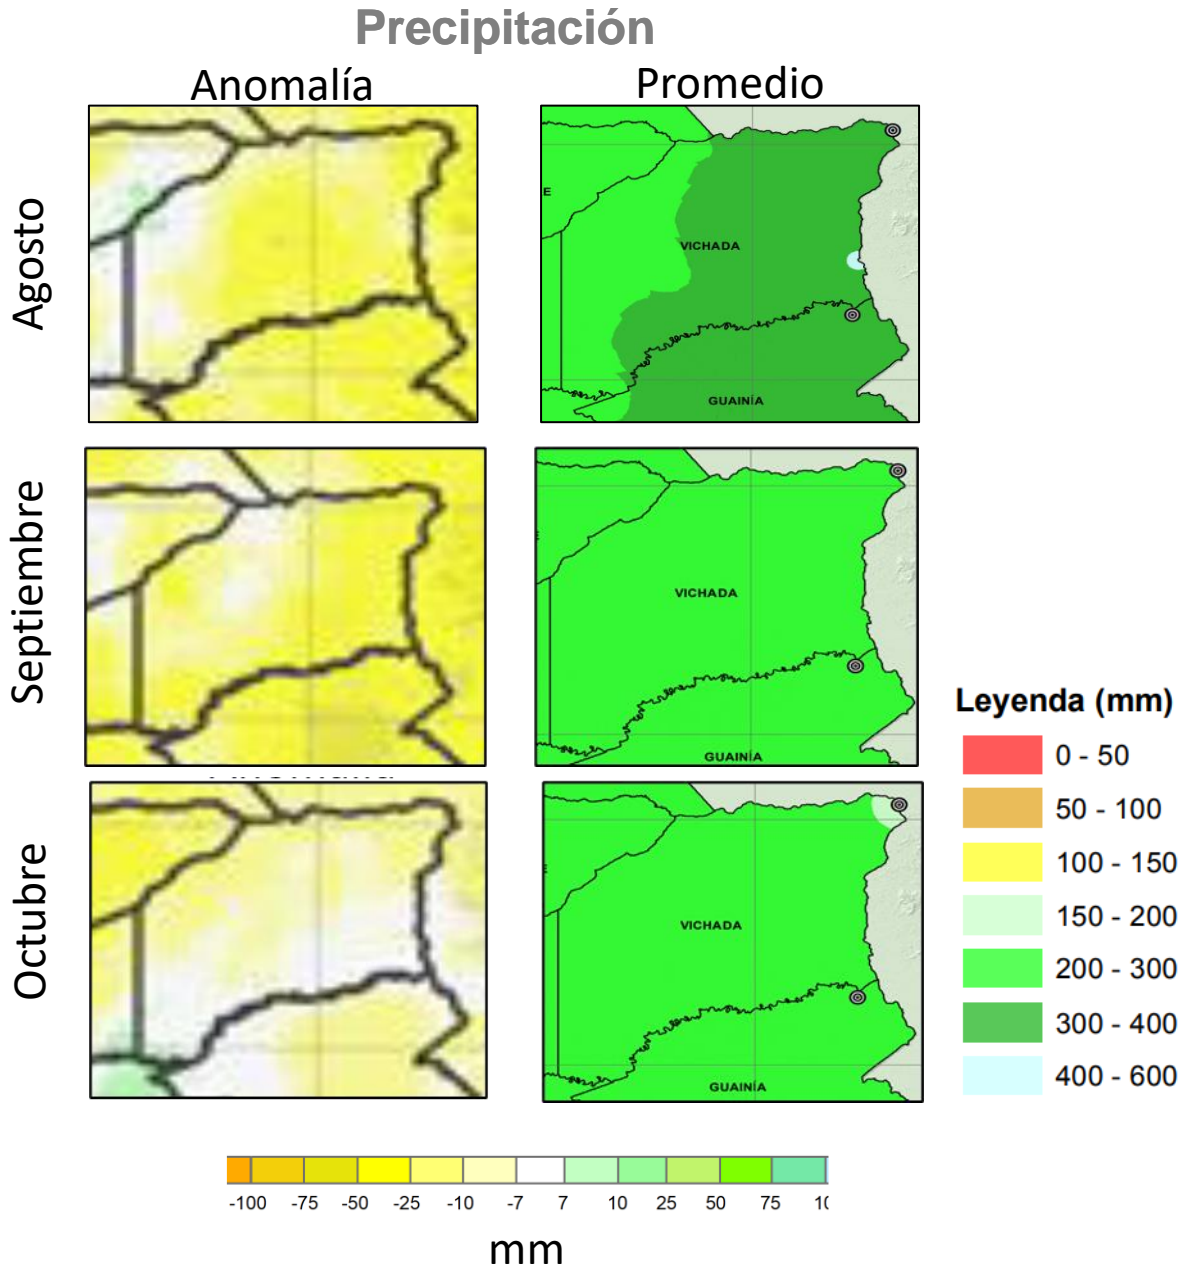 Precipitación
Anomalía
Promedio
Agosto
E
VICHADA
GUAINÍA
Septiembre
VICHADA
GUAINÍA
Octubre
VICHADA
GUAINÍA
Leyenda (mm)
0 - 50
50 - 100
100 - 150
150 - 200
200 - 300
300 - 400
400 - 600
-100 -75 -50 -25 -10 -7 7 10 25 50 75
mm